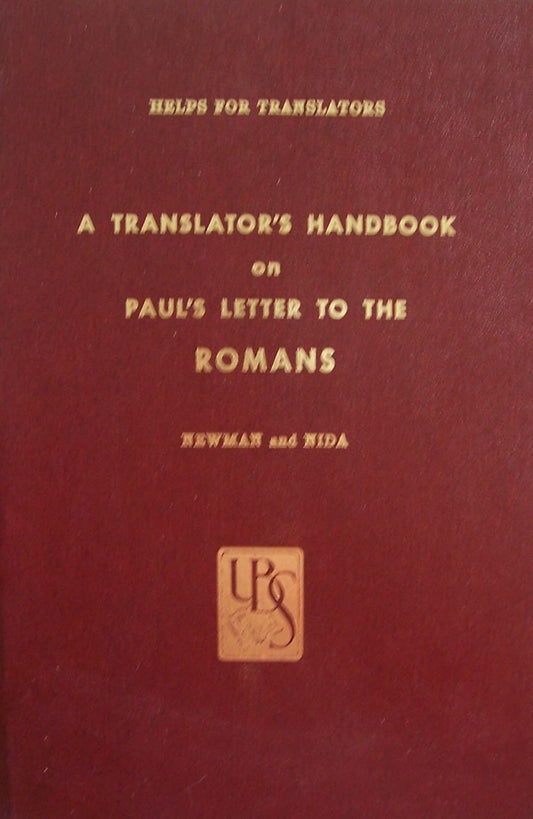 HELPS FOR TRANSLATORS
A TRANSLATOR'S HANDBOOK
on
PAUL'S LETTER TO THE
ROMANS
NEWMAN and NIDA
UBS